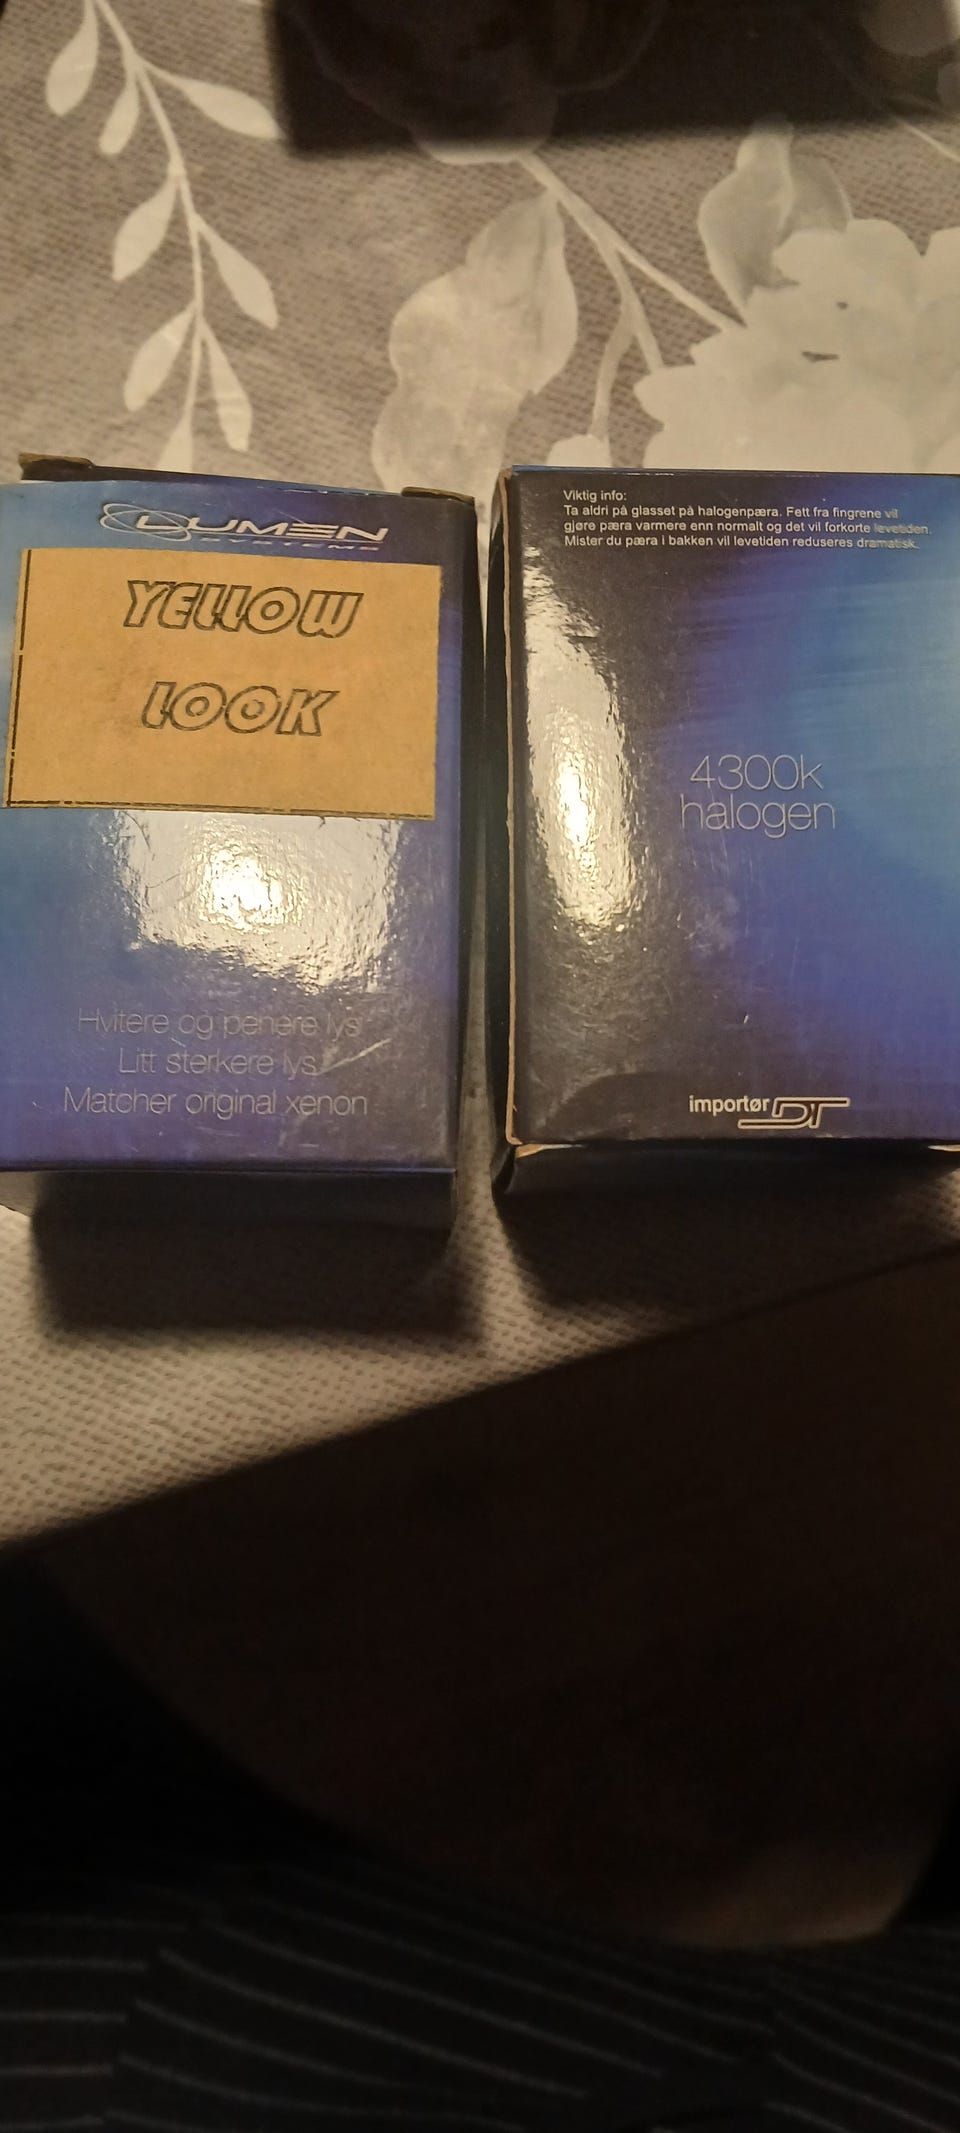 LUMEN
SYSTEMS
YELLOW
LOOK
Hvitere og penere lys
Litt sterkere lys
Matcher original xenon
Viktig info:
Ta aldri på glasset på halogenpæra. Fett fra fingrene vil
gjøre pæra varmere enn normalt og det vil forkorte levetiden.
Mister du pæra i bakken vil levetiden reduseres dramatisk.
4300k
halogen
importør DT